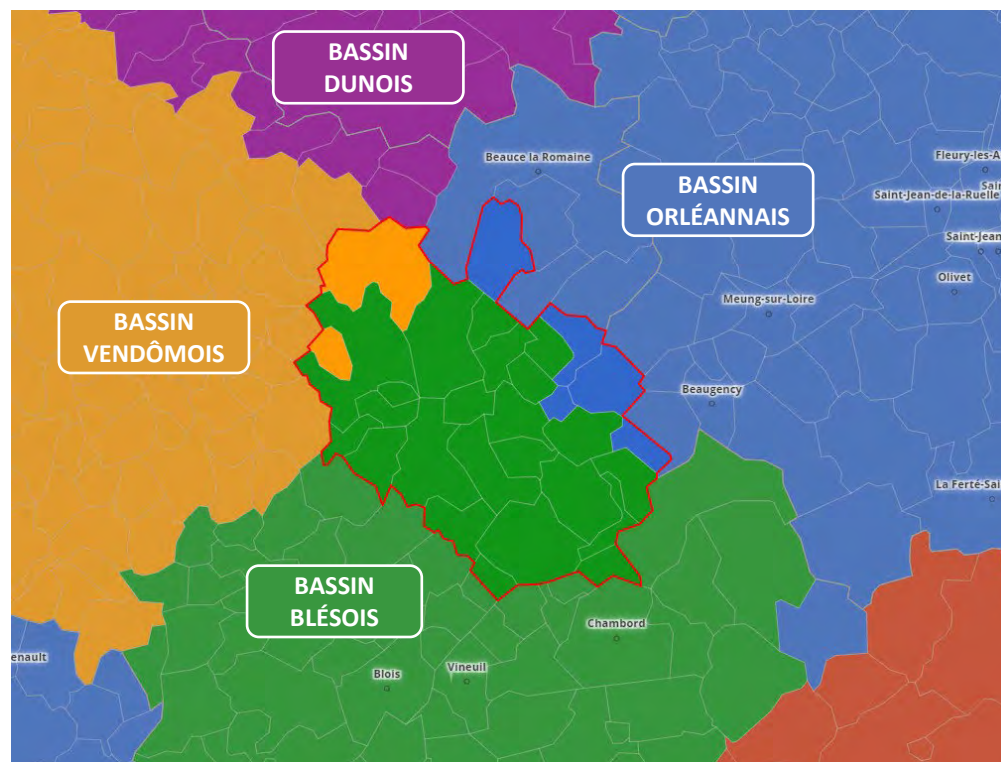 BASSIN
DUNOIS
Beauce la Romaine
Fleury-les-A
BASSIN
ORLÉANNAIS
Sai
Saint-Jean-de-la-Ruelle
Saint-Jean
Olivet
Meung-sur-Loire
BASSIN
VENDÔMOIS
Beaugency
La Ferté-Sai
BASSIN
BLÉSOIS
Chambord
enault
Vineuil
Blois